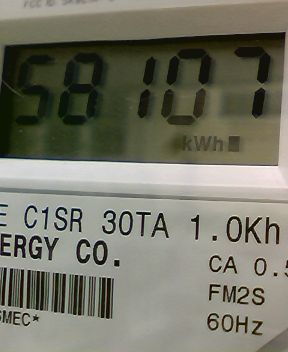 58107
kWh
E C1SR 30TA 1.0Kh
ERGY CO.
CA 0.5
FM2S
60Hz
SMEC*